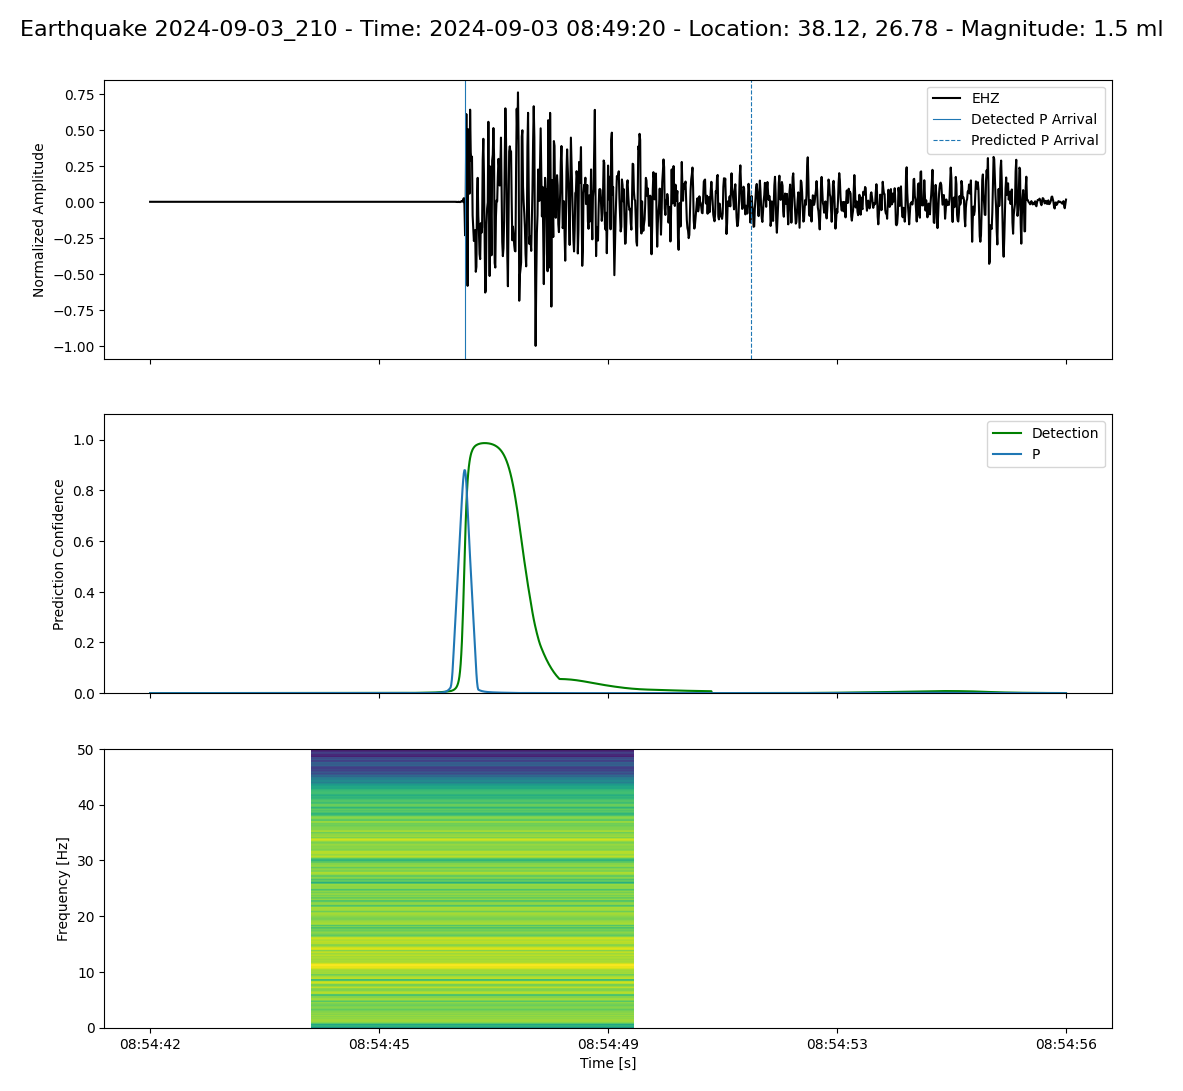 Earthquake 2024-09-03_210 - Time: 2024-09-03 08:49:20 - Location: 38.12, 26.78 - Magnitude: 1.5 ml
EHZ
Detected P Arrival
Predicted P Arrival
Normalized Amplitude
0.75
0.50
0.25
0.00
−0.25
−0.50
−0.75
−1.00
Detection
P
Prediction Confidence
1.0
0.8
0.6
0.4
0.2
0.0
Frequency [Hz]
50
40
30
20
10
0
08:54:42 08:54:45 08:54:49 08:54:53 08:54:56
Time [s]